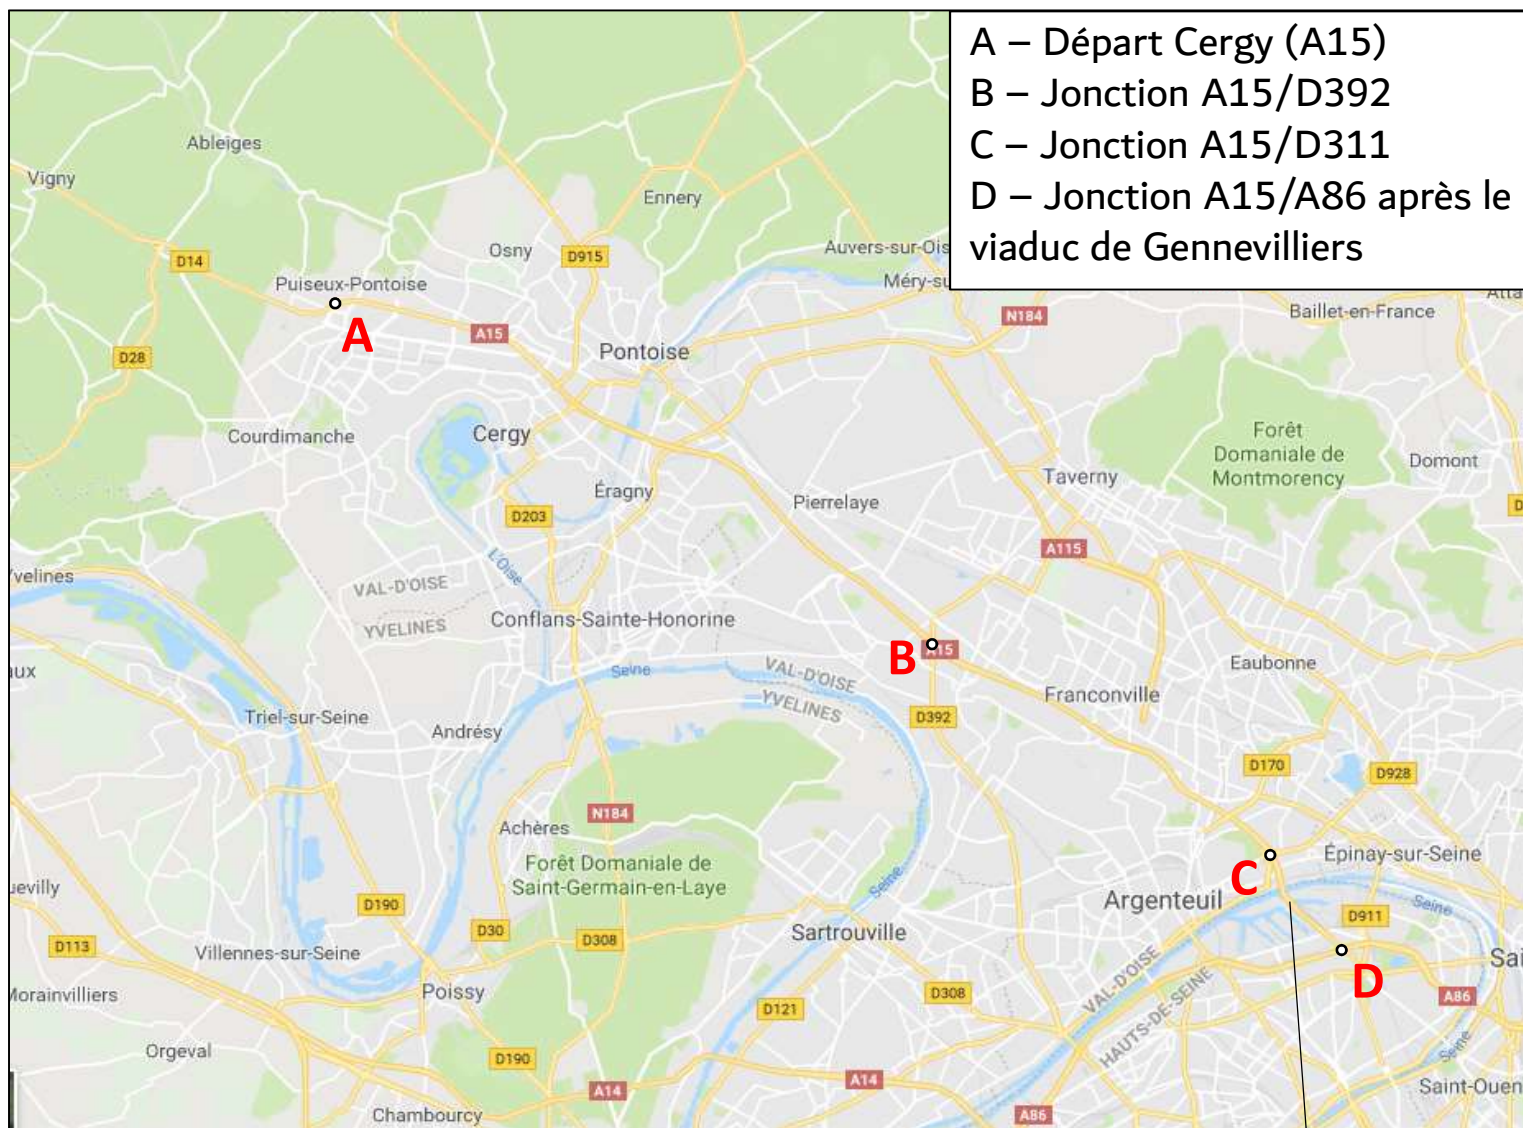 A – Départ Cergy (A15)
B – Jonction A15/D392
C – Jonction A15/D311
D – Jonction A15/A86 après le
viaduc de Gennevilliers
Ableiges
Vigny
Ennery
Osny
D915
Auvers-sur-Ois
D14
Puiseux-Pontoise
Méry-su
N184
Baillet-en-France
A
A15
Pontoise
D28
Courdimanche
Cergy
Forêt
Domaniale de
Montmorency
Domont
Taverny
Éragny
Pierrelaye
D203
D
A115
L'Oise
Yvelines
VAL-D'OISE
YVELINES
Conflans-Sainte-Honorine
B
A15
Seine
VAL-D'OISE
YVELINES
Eaubonne
aux
Franconville
Triel-sur-Seine
Andrésy
D392
D170
D928
N184
Achères
Forêt Domaniale de
Saint-Germain-en-Laye
C
Épinay-sur-Seine
Seine
uevilly
Argenteuil
Seine
D190
D911
D30
D308
Sartrouville
D113
Villennes-sur-Seine
VAL-D'OISE
HAUTS-DE-SEINE
D
Sai
Morainvilliers
Poissy
D308
A86
D121
Orgeval
D190
Seine
A14
A14
Saint-Ouen
Chambourcy
A86